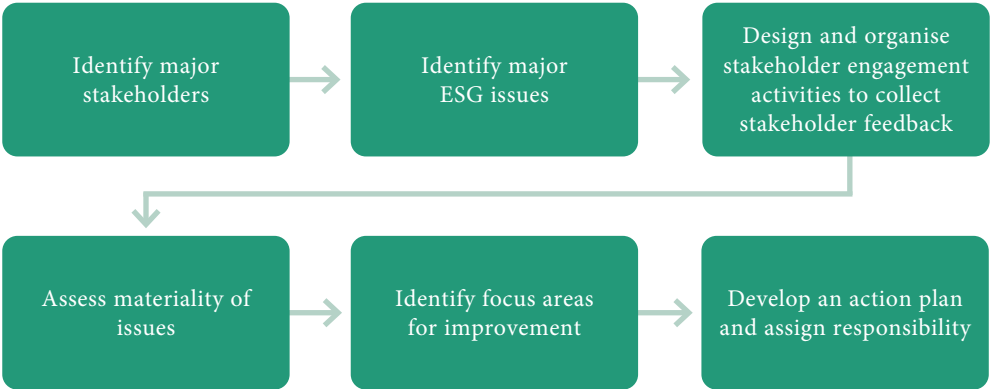 Identify major
stakeholders
Identify major
ESG issues
Design and organise
stakeholder engagement
activities to collect
stakeholder feedback
Assess materiality of
issues
Identify focus areas
for improvement
Develop an action plan
and assign responsibility